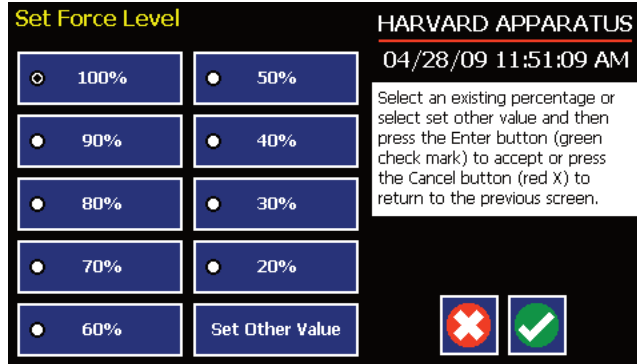 Set Force Level
100%
90%
80%
70%
60%
50%
40%
30%
20%
Set Other Value
HARVARD APPARATUS
04/28/09 11:51:09 AM
Select an existing percentage or
select set other value and then
press the Enter button (green
check mark) to accept or press
the Cancel button (red X) to
return to the previous screen.